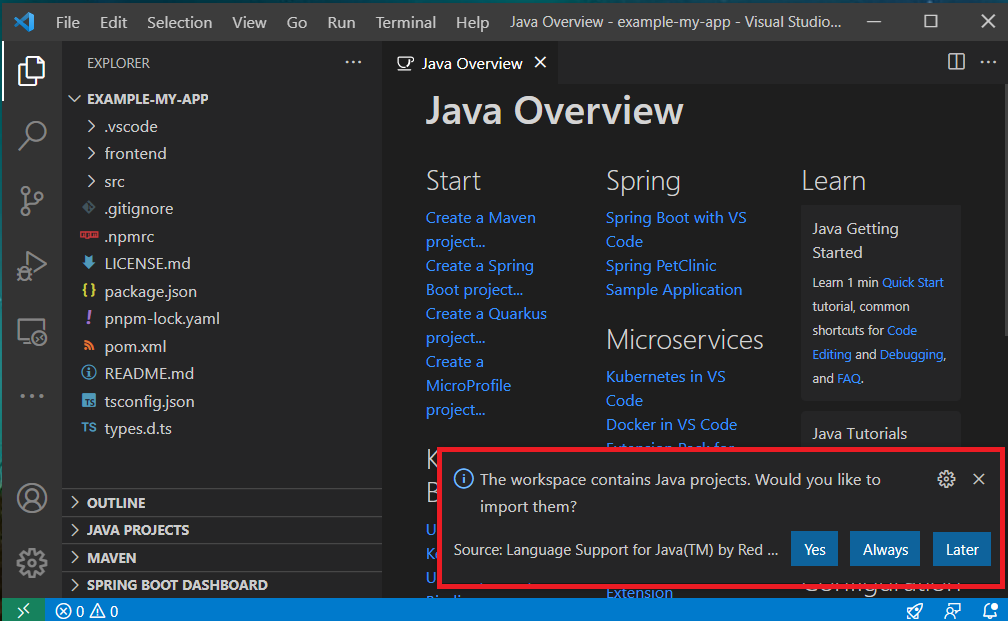 File Edit Selection View Go Run Terminal Help Java Overview - example-my-app - Visual Studio...
EXPLORER
EXAMPLE-MY-APP
.vscode
frontend
src
.gitignore
.npmrc
LICENSE.md
package.json
pnpm-lock.yaml
pom.xml
README.md
tsconfig.json
TS types.d.ts
OUTLINE
JAVA PROJECTS
MAVEN
SPRING BOOT DASHBOARD
Java Overview
Java Overview
Start
Create a Maven
project...
Create a Spring
Boot project...
Create a Quarkus
project...
Create a
MicroProfile
project...
Spring
Spring Boot with VS
Code
Spring PetClinic
Sample Application
Microservices
Kubernetes in VS
Code
Docker in VS Code
Extension Pack for
Extension
Learn
Java Getting
Started
Learn 1 min Quick Start
tutorial, common
shortcuts for Code
Editing and Debugging,
and FAQ.
Java Tutorials
Configuration
The workspace contains Java projects. Would you like to
import them?
Source: Language Support for Java(TM) by Red ...
Yes Always Later
0 0